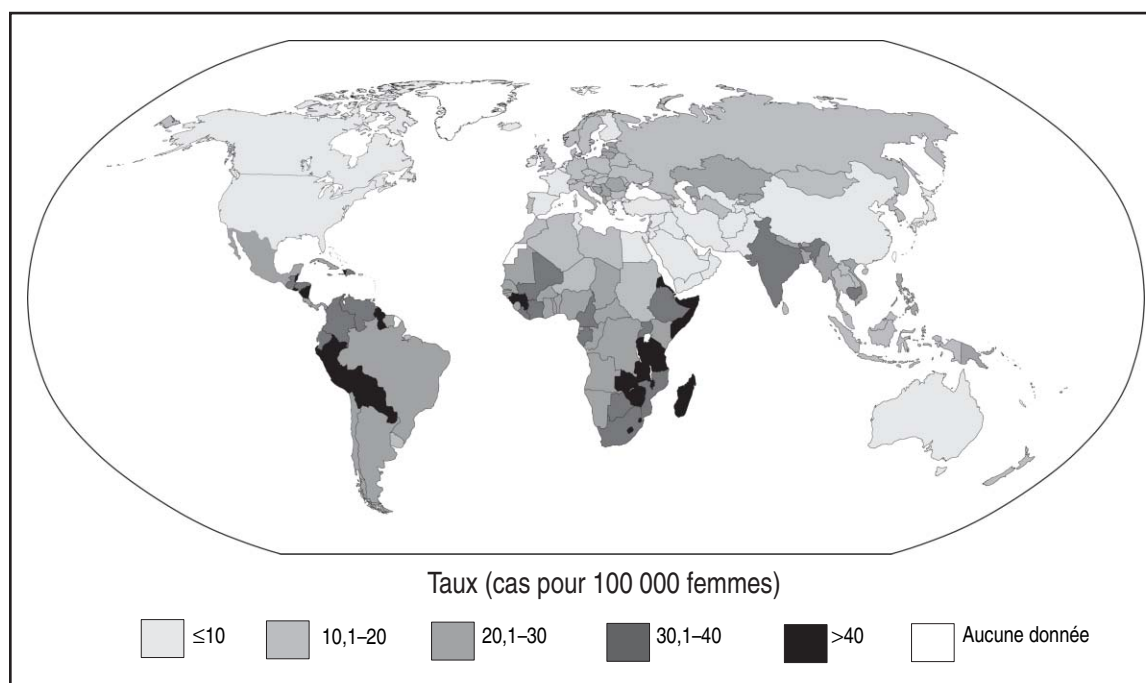 Taux (cas pour 100 000 femmes)
≤10 10,1–20 20,1–30 30,1–40 >40 Aucune donnée